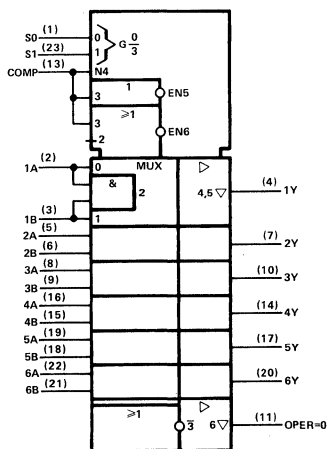 S0 (1) 0 G 0/3
S1 (23) 1
COMP (13) N4
3 1 EN5
3 ≥1 EN6
2
1A (2) 0 MUX ▷
& 2 4,5 ▽ (4) 1Y
1B (3) 1
2A (5) (7) 2Y
2B (6)
3A (8) (10) 3Y
3B (9)
4A (16) (14) 4Y
4B (15)
5A (19) (17) 5Y
5B (18)
6A (22) (20) 6Y
6B (21)
≥1 ▷
3̅ 6 ▽ (11) OPER=0